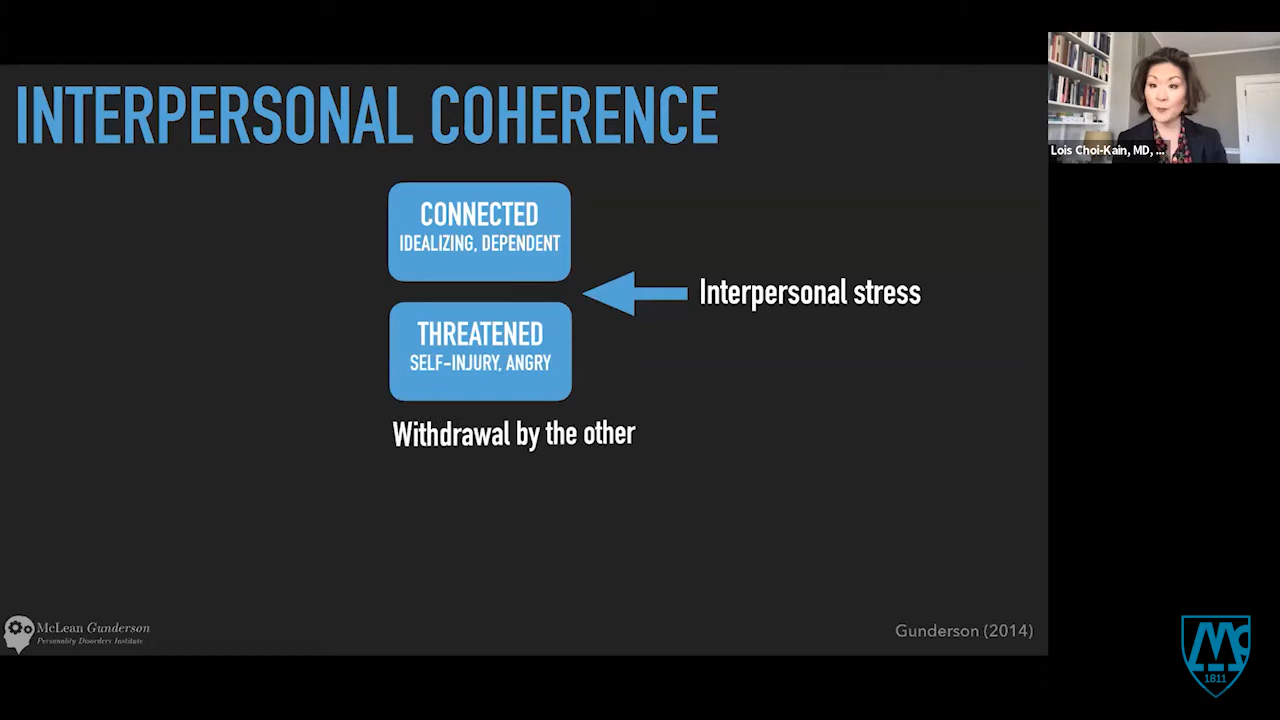 INTERPERSONAL COHERENCE
Lois Choi-Kain, MD, ...
CONNECTED
IDEALIZING, DEPENDENT
Interpersonal stress
THREATENED
SELF-INJURY, ANGRY
Withdrawal by the other
McLean Gunderson
Personality Disorders Institute
Gunderson (2014)
1811